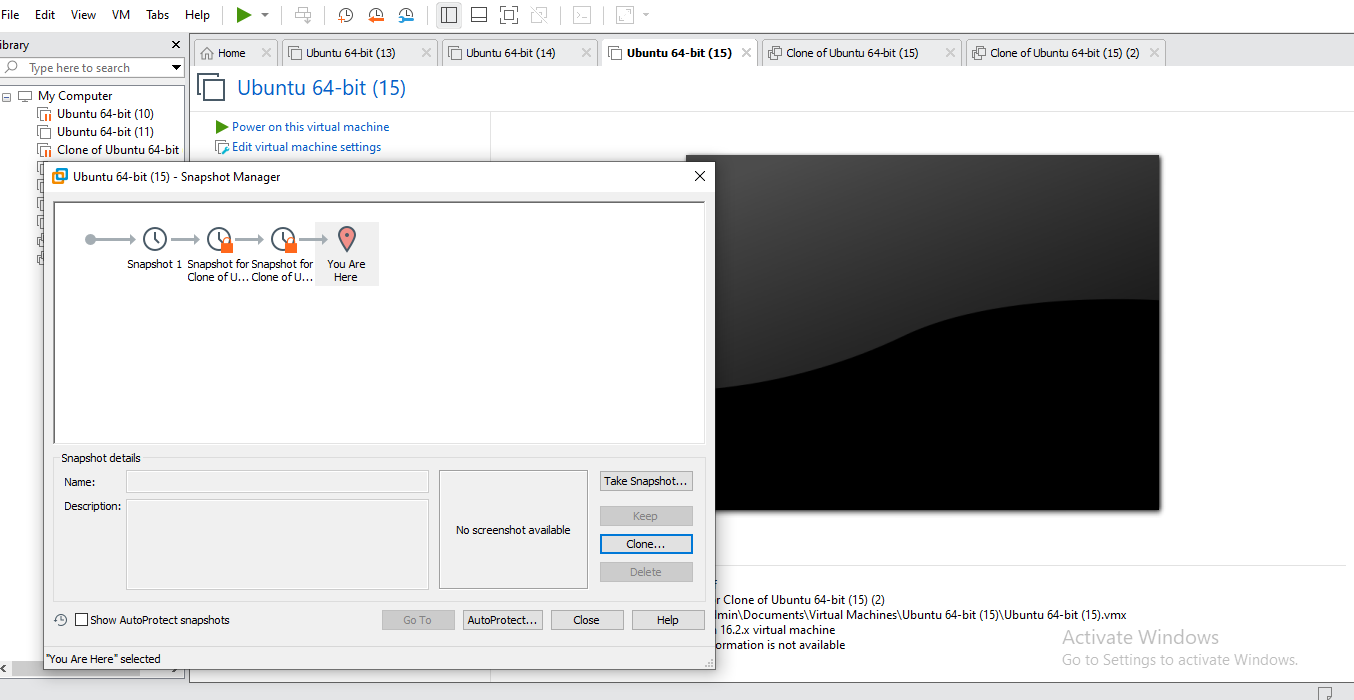 File Edit View VM Tabs Help
ibrary
Type here to search
Home Ubuntu 64-bit (13) Ubuntu 64-bit (14) Ubuntu 64-bit (15) Clone of Ubuntu 64-bit (15) Clone of Ubuntu 64-bit (15) (2)
My Computer
Ubuntu 64-bit (10)
Ubuntu 64-bit (11)
Clone of Ubuntu 64-bit
Ubuntu 64-bit (15)
Power on this virtual machine
Edit virtual machine settings
Ubuntu 64-bit (15) - Snapshot Manager
Snapshot 1
Snapshot for
Clone of U...
Snapshot for
Clone of U...
You Are
Here
Snapshot details
Name:
Description:
No screenshot available
Take Snapshot...
Keep
Clone...
Delete
Show AutoProtect snapshots
Go To AutoProtect... Close Help
"You Are Here" selected
r Clone of Ubuntu 64-bit (15) (2)
lmin\Documents\Virtual Machines\Ubuntu 64-bit (15)\Ubuntu 64-bit (15).vmx
16.2.x virtual machine
ormation is not available
Activate Windows
Go to Settings to activate Windows.